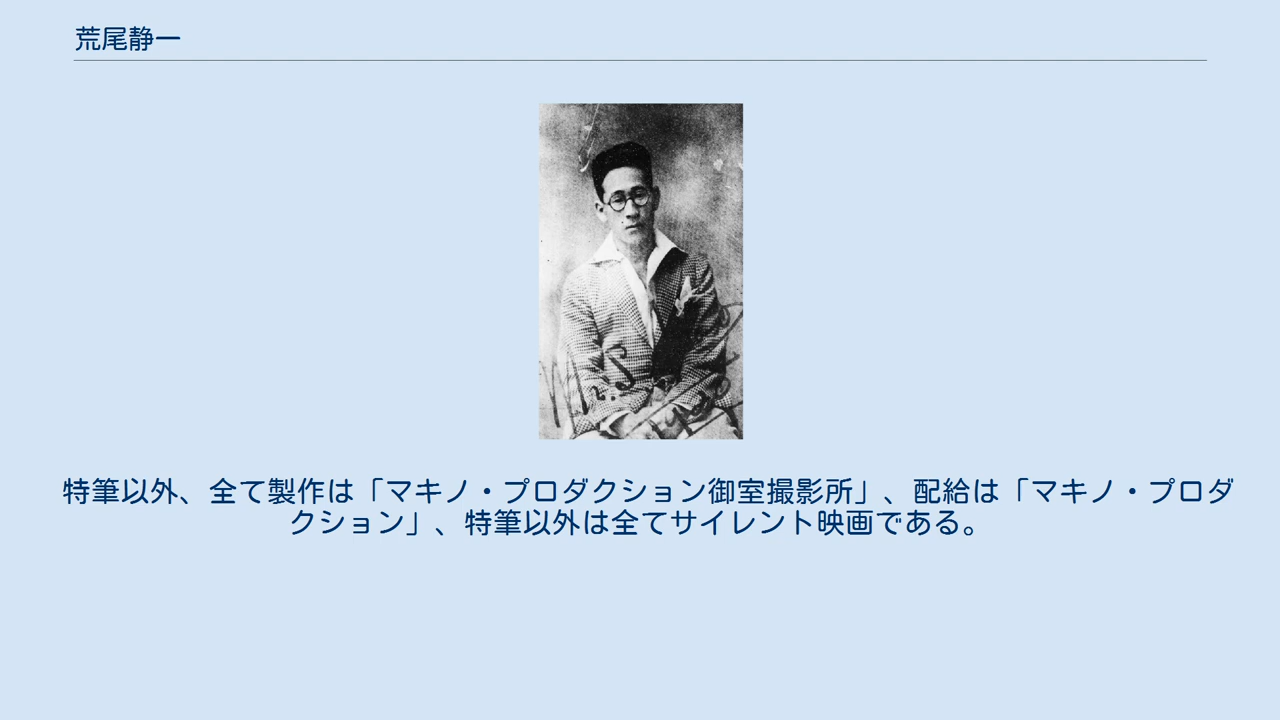 荒尾静一
特筆以外、全て製作は「マキノ・プロダクション御室撮影所」、配給は「マキノ・プロダ
クション」、特筆以外は全てサイレント映画である。